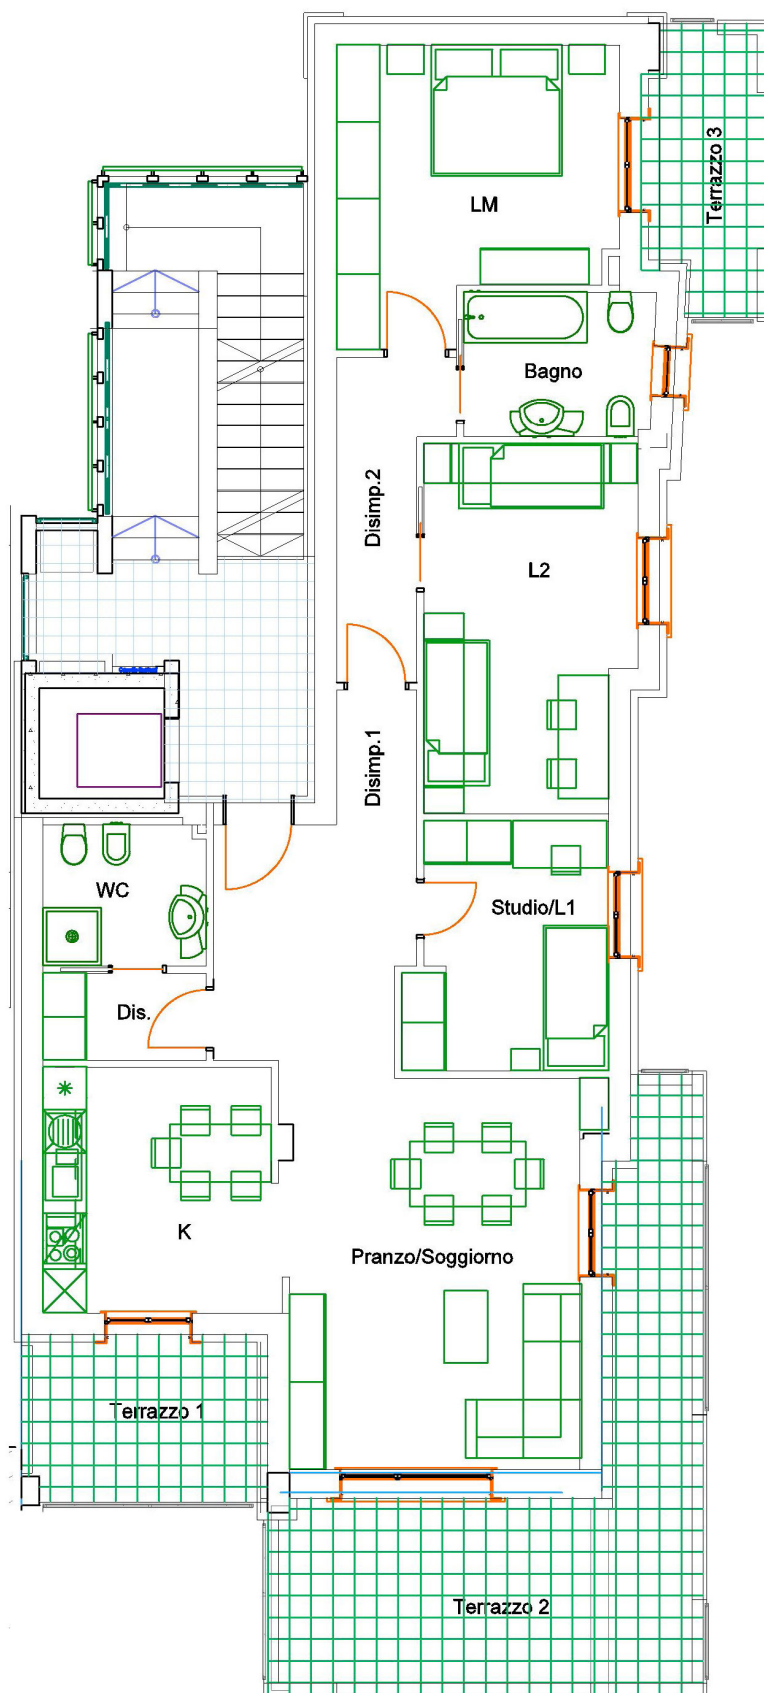 Terrazzo 3
LM
Bagno
Disimp.2
L2
Disimp.1
WC
Studio/L1
Dis.
K
Pranzo/Soggiorno
Terrazzo 1
Terrazzo 2